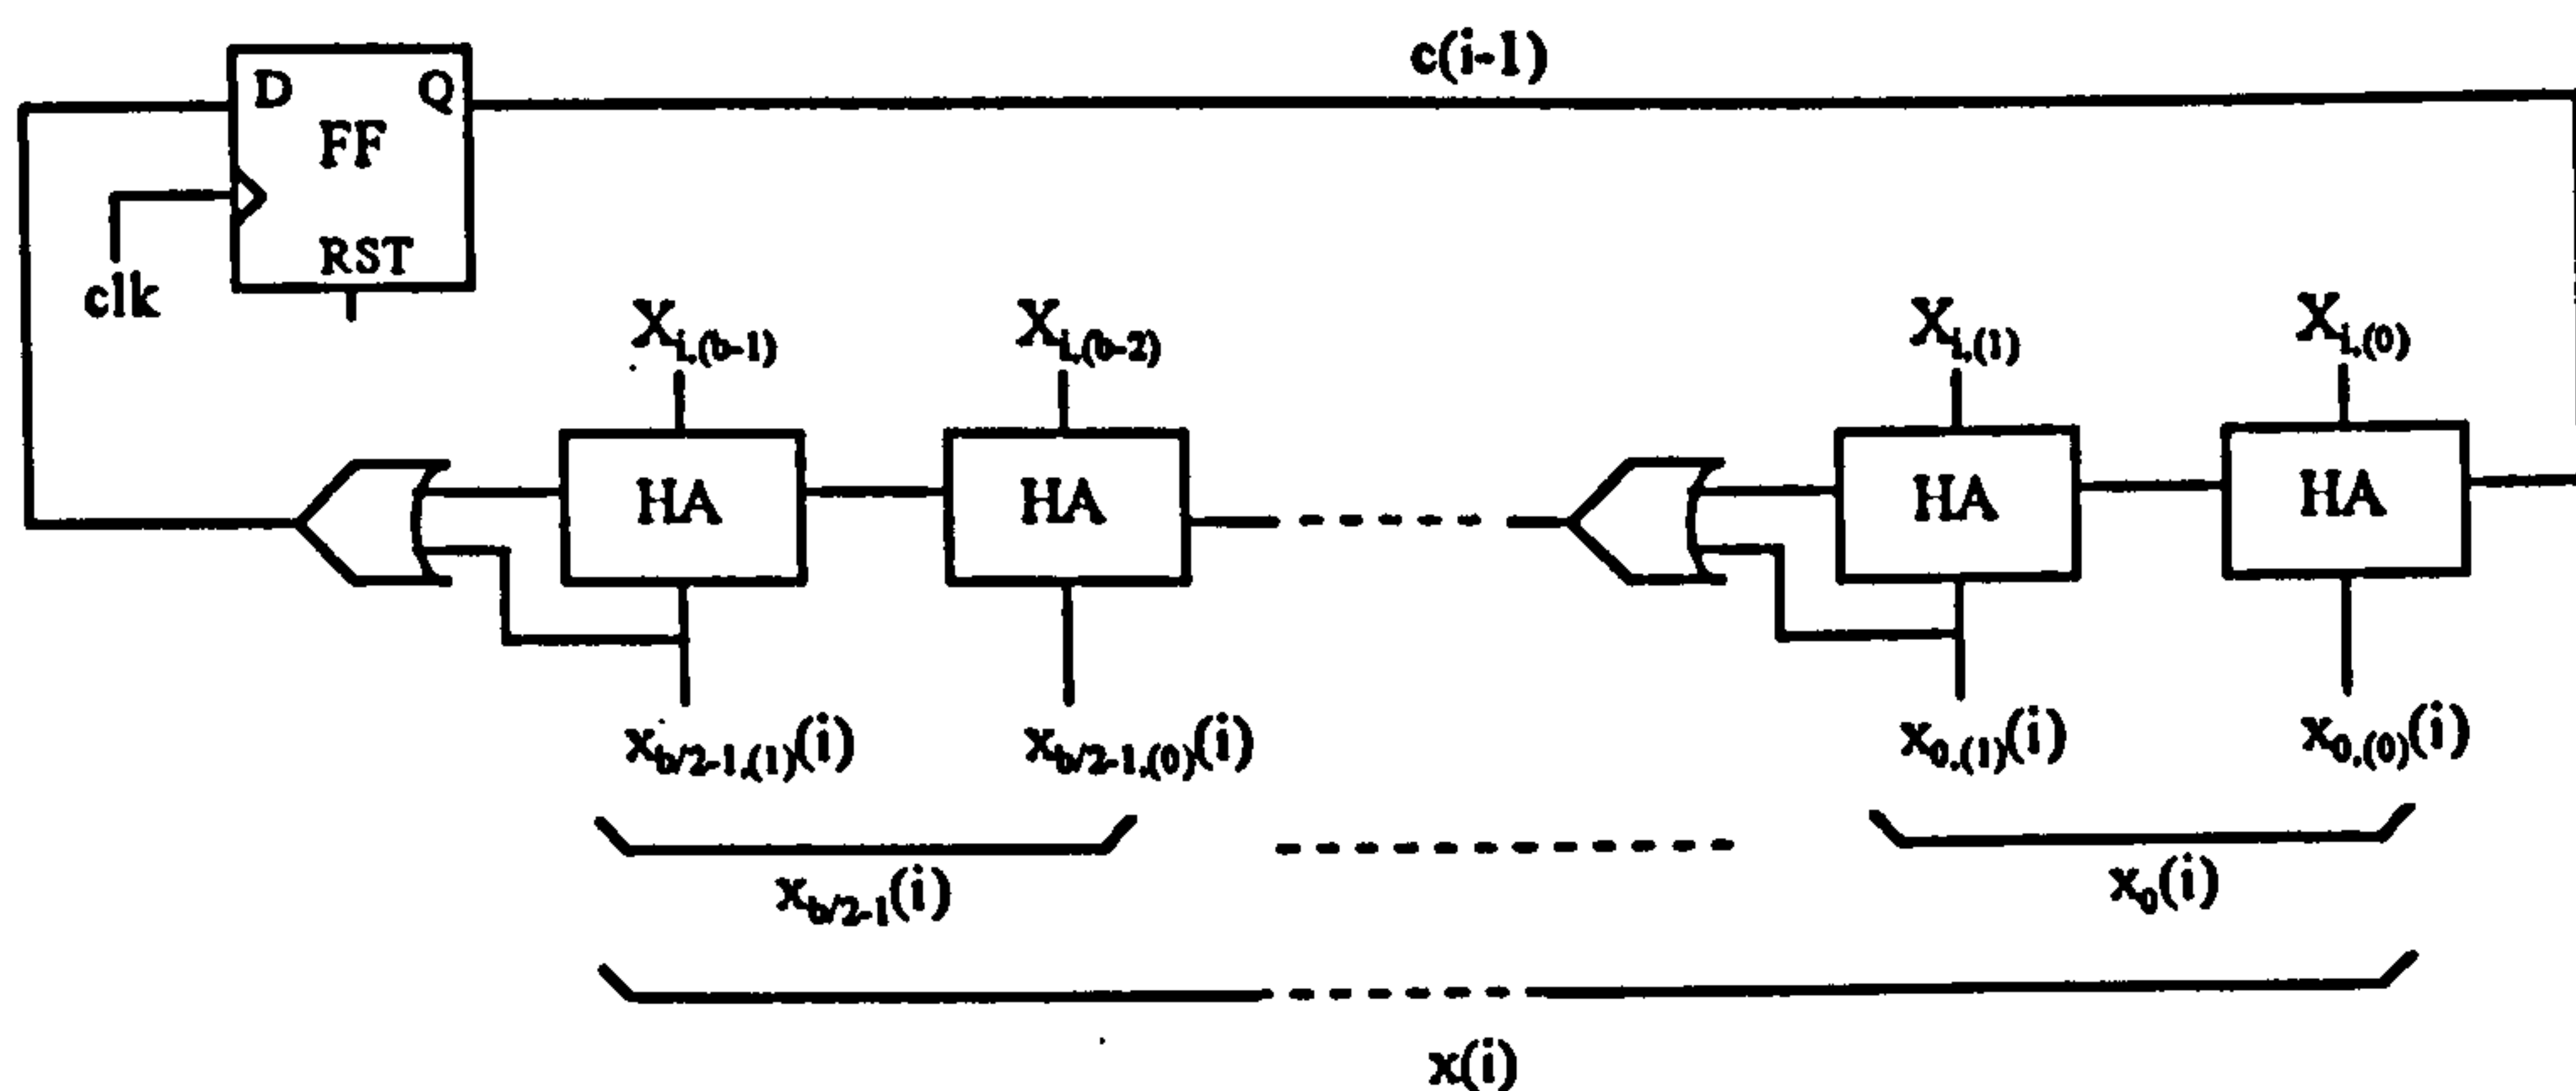 c(i-1)
D Q
FF
RST
clk
X_{i,(b-1)} X_{i,(b-2)} X_{i,(1)} X_{i,(0)}
HA HA HA HA
x_{b/2-1,(1)}(i) x_{b/2-1,(0)}(i) x_{0,(1)}(i) x_{0,(0)}(i)
x_{b/2-1}(i) x_0(i)
x(i)